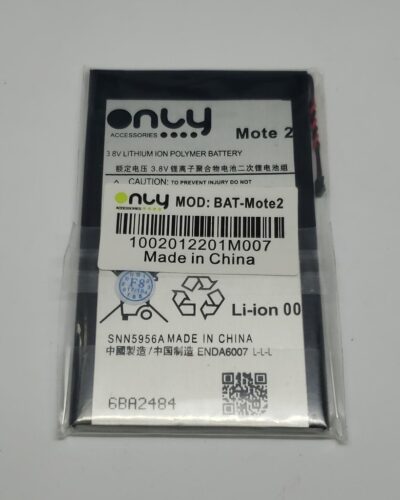 only
ACCESSORIES
Mote 2
3.8V LITHIUM ION POLYMER BATTERY
额定电压 3.8V 锂离子聚合物电池二次锂电池组
CAUTION: TO PREVENT INJURY DO NOT
only
ACCESSORIES
MOD: BAT-Mote2
1002012201M007
Made in China
F8
Li-ion 00
SNN5956A MADE IN CHINA
中國製造/中国制造 ENDA6007 L-L-L
6BA2484